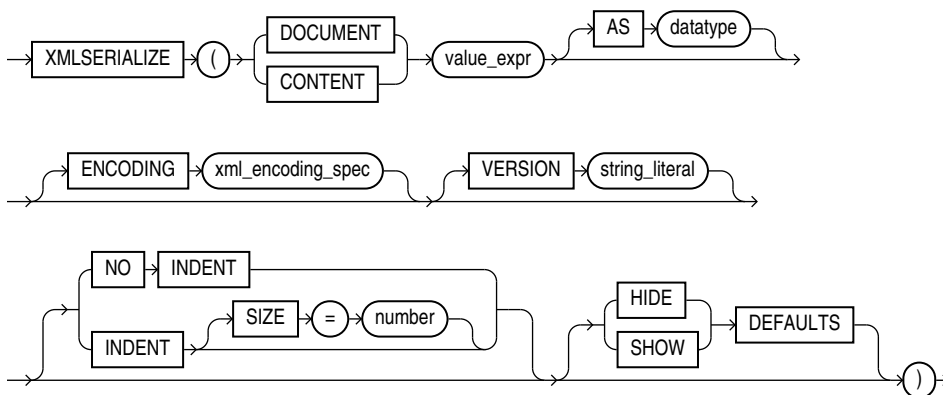 AS datatype
DOCUMENT
XMLSERIALIZE ( value_expr
CONTENT
ENCODING xml_encoding_spec VERSION string_literal
NO INDENT
HIDE
SIZE = number DEFAULTS
INDENT SHOW
)